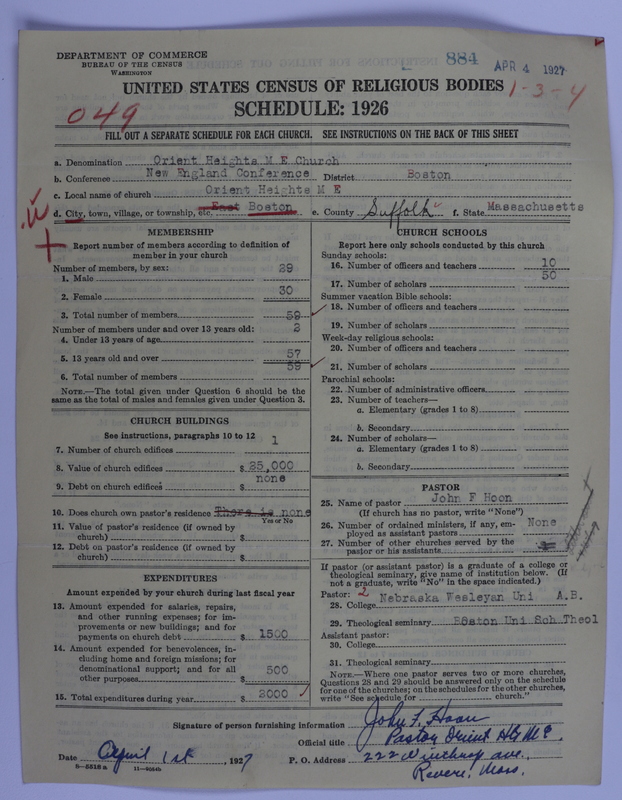 DEPARTMENT OF COMMERCE
BUREAU OF THE CENSUS
WASHINGTON
884 APR 4 1927
UNITED STATES CENSUS OF RELIGIOUS BODIES
1-3-4
SCHEDULE: 1926
049
FILL OUT A SEPARATE SCHEDULE FOR EACH CHURCH. SEE INSTRUCTIONS ON THE BACK OF THIS SHEET
a. Denomination Orient Heights M E Church
b. Conference New England Conference District Boston
c. Local name of church Orient Heights M E
d. City, town, village, or township, etc. East Boston e. County Suffolk f. State Massachusetts
MEMBERSHIP
Report number of members according to definition of
member in your church
Number of members, by sex:
1. Male 29
2. Female 30
3. Total number of members 59
Number of members under and over 13 years old:
4. Under 13 years of age 2
5. 13 years old and over 57
6. Total number of members 59
NOTE.—The total given under Question 6 should be the
same as the total of males and females given under Question 3.
CHURCH BUILDINGS
See instructions, paragraphs 10 to 12
7. Number of church edifices 1
8. Value of church edifices $ 25,000
9. Debt on church edifices $ none
10. Does church own pastor's residence There is none
Yes or No
11. Value of pastor's residence (if owned by
church) $
12. Debt on pastor's residence (if owned by
church) $
EXPENDITURES
Amount expended by your church during last fiscal year
13. Amount expended for salaries, repairs,
and other running expenses; for im-
provements or new buildings; and for
payments on church debt $ 1500
14. Amount expended for benevolences, in-
cluding home and foreign missions; for
denominational support; and for all
other purposes $ 500
15. Total expenditures during year $ 2000
CHURCH SCHOOLS
Report here only schools conducted by this church
Sunday schools:
16. Number of officers and teachers 10
17. Number of scholars 50
Summer vacation Bible schools:
18. Number of officers and teachers
19. Number of scholars
Week-day religious schools:
20. Number of officers and teachers
21. Number of scholars
Parochial schools:
22. Number of administrative officers
23. Number of teachers—
a. Elementary (grades 1 to 8)
b. Secondary
24. Number of scholars—
a. Elementary (grades 1 to 8)
b. Secondary
PASTOR
25. Name of pastor John F Hoon
(If church has no pastor, write "None")
26. Number of ordained ministers, if any, em-
ployed as assistant pastors None
27. Number of other churches served by the
pastor or his assistants
If pastor (or assistant pastor) is a graduate of a college or
theological seminary, give name of institution below. (If
not a graduate, write "No" in the space indicated.)
Pastor: 2
28. College Nebraska Wesleyan Uni A.B.
29. Theological seminary Boston Uni Sch Theol
Assistant pastor:
30. College
31. Theological seminary
NOTE.—Where one pastor serves two or more churches,
Questions 28 and 29 should be answered only on the schedule
for one of the churches; on the schedules for the other churches,
write "See schedule for church."
Signature of person furnishing information John F. Hoon
Official title Pastor Orient Hts M E.
Date April 1st, 1927 P. O. Address 222 Winthrop ave.,
Revere, Mass.
8—5518 a 11—9054b